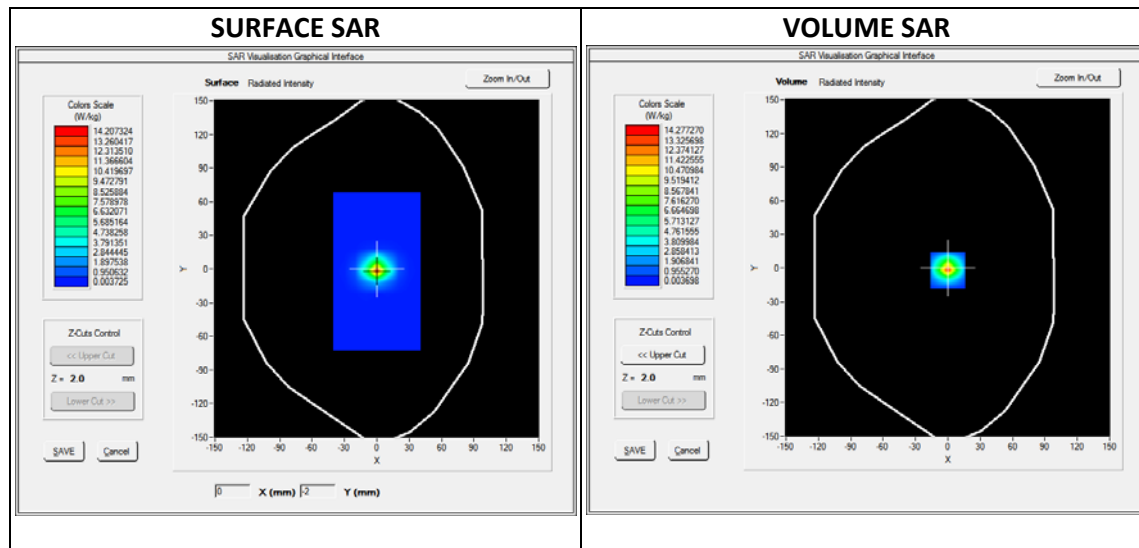 SURFACE SAR
SAR Visualisation Graphical Interface
Surface Radiated Intensity
Zoom In/Out
Colors Scale
(W/kg)
14.207324
13.260417
12.313510
11.366604
10.419697
9.472791
8.525884
7.578978
6.632071
5.685164
4.738258
3.791351
2.844445
1.897538
0.950632
0.003725
Z-Cuts Control
<< Upper Cut
Z = 2.0 mm
Lower Cut >>
SAVE Cancel
150
120
90
60
30
0
-30
-60
-90
-120
-150
Y
-150 -120 -90 -60 -30 0 30 60 90 120 150
X
0 X (mm) -2 Y (mm)
VOLUME SAR
SAR Visualisation Graphical Interface
Volume Radiated Intensity
Zoom In/Out
Colors Scale
(W/kg)
14.277270
13.325698
12.374127
11.422555
10.470984
9.519412
8.567841
7.616270
6.664698
5.713127
4.761555
3.809984
2.858413
1.906841
0.955270
0.003698
Z-Cuts Control
<< Upper Cut
Z = 2.0 mm
Lower Cut >>
SAVE Cancel
150
120
90
60
30
0
-30
-60
-90
-120
-150
Y
-150 -120 -90 -60 -30 0 30 60 90 120 150
X